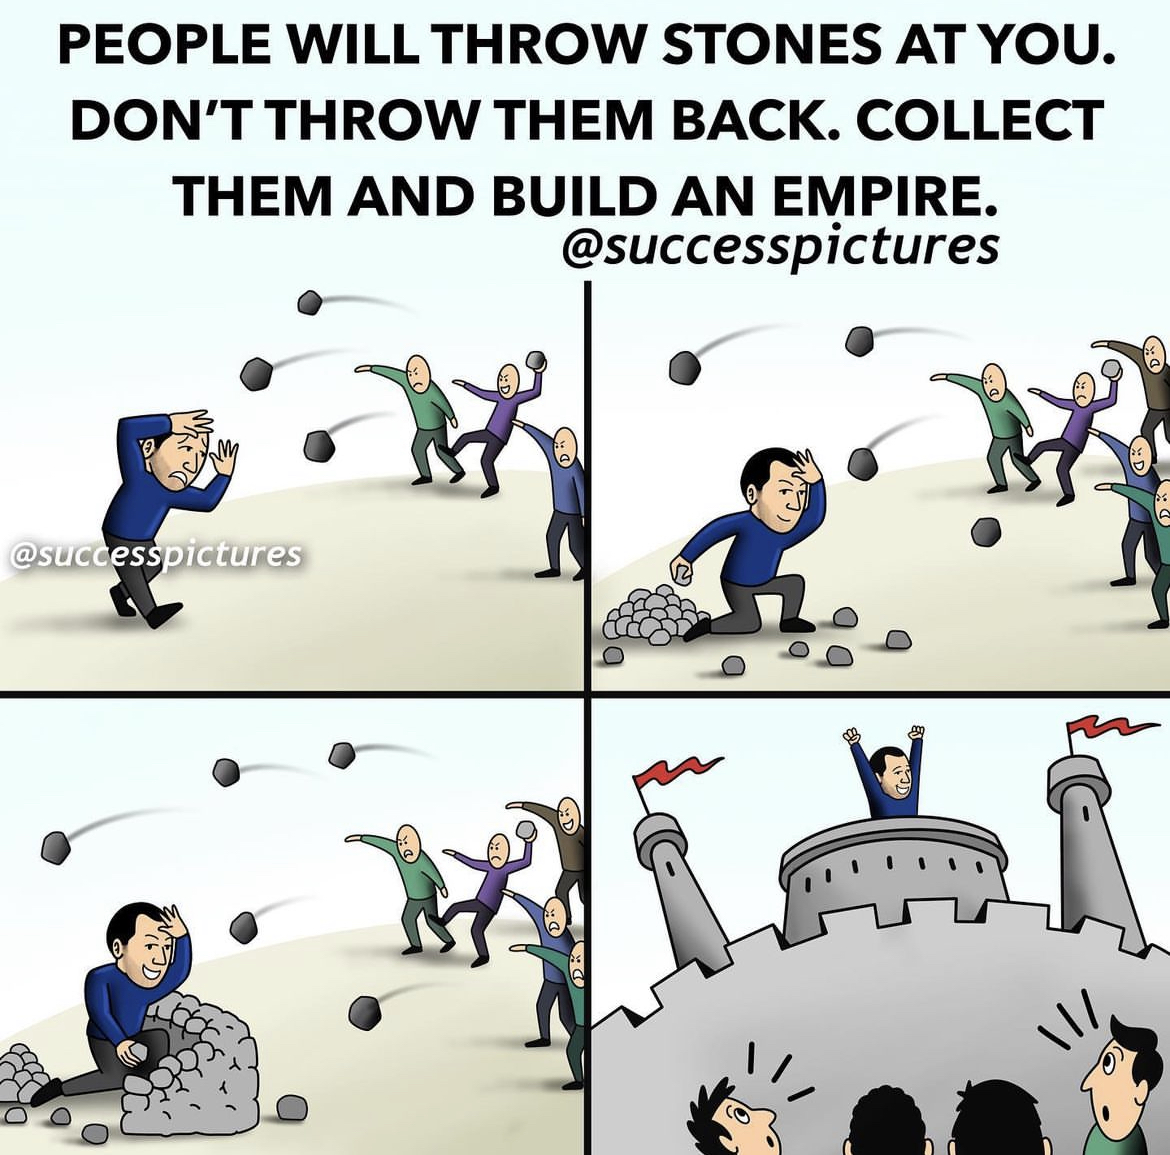 PEOPLE WILL THROW STONES AT YOU.
DON'T THROW THEM BACK. COLLECT
THEM AND BUILD AN EMPIRE.
@successpictures
@successpictures